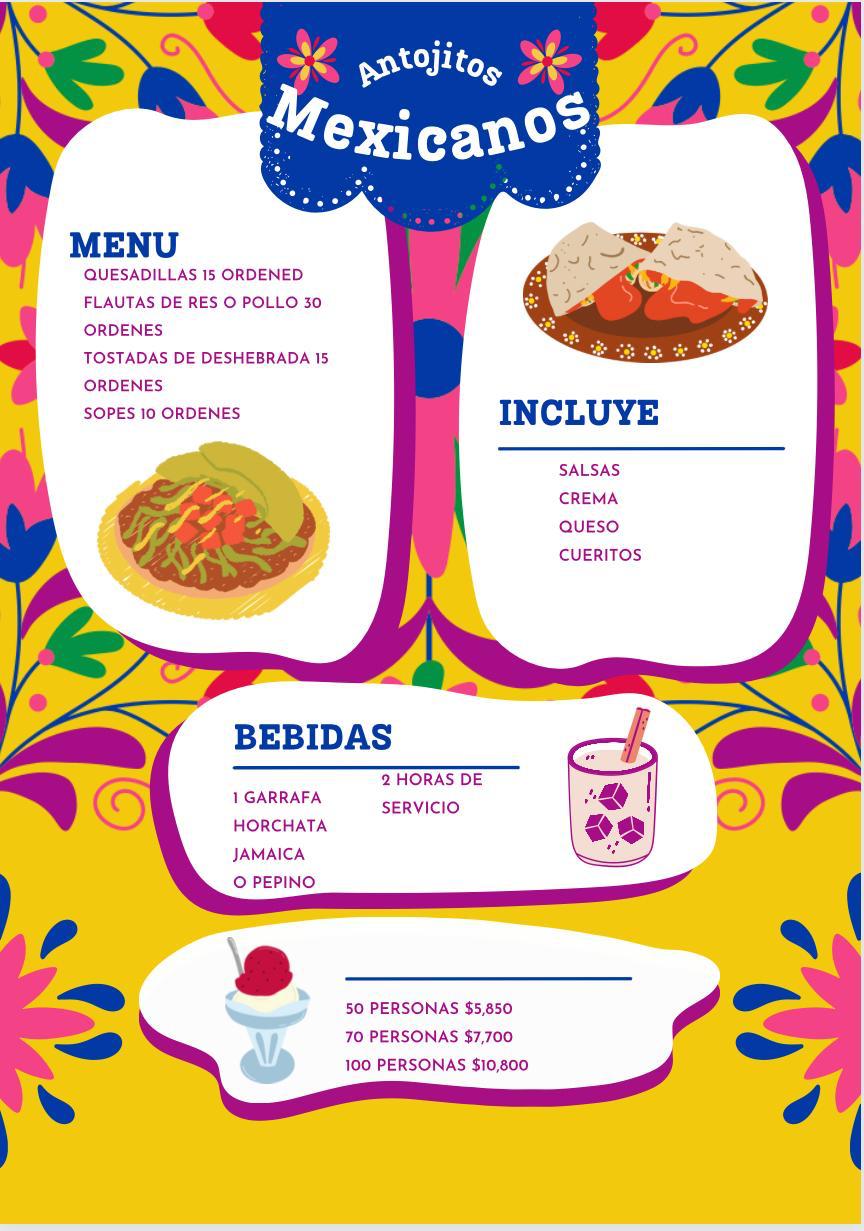 Antojitos
Mexicanos
MENU
QUESADILLAS 15 ORDENED
FLAUTAS DE RES O POLLO 30
ORDENES
TOSTADAS DE DESHEBRADA 15
ORDENES
SOPES 10 ORDENES
INCLUYE
SALSAS
CREMA
QUESO
CUERITOS
BEBIDAS
1 GARRAFA
HORCHATA
JAMAICA
O PEPINO
2 HORAS DE
SERVICIO
50 PERSONAS $5,850
70 PERSONAS $7,700
100 PERSONAS $10,800